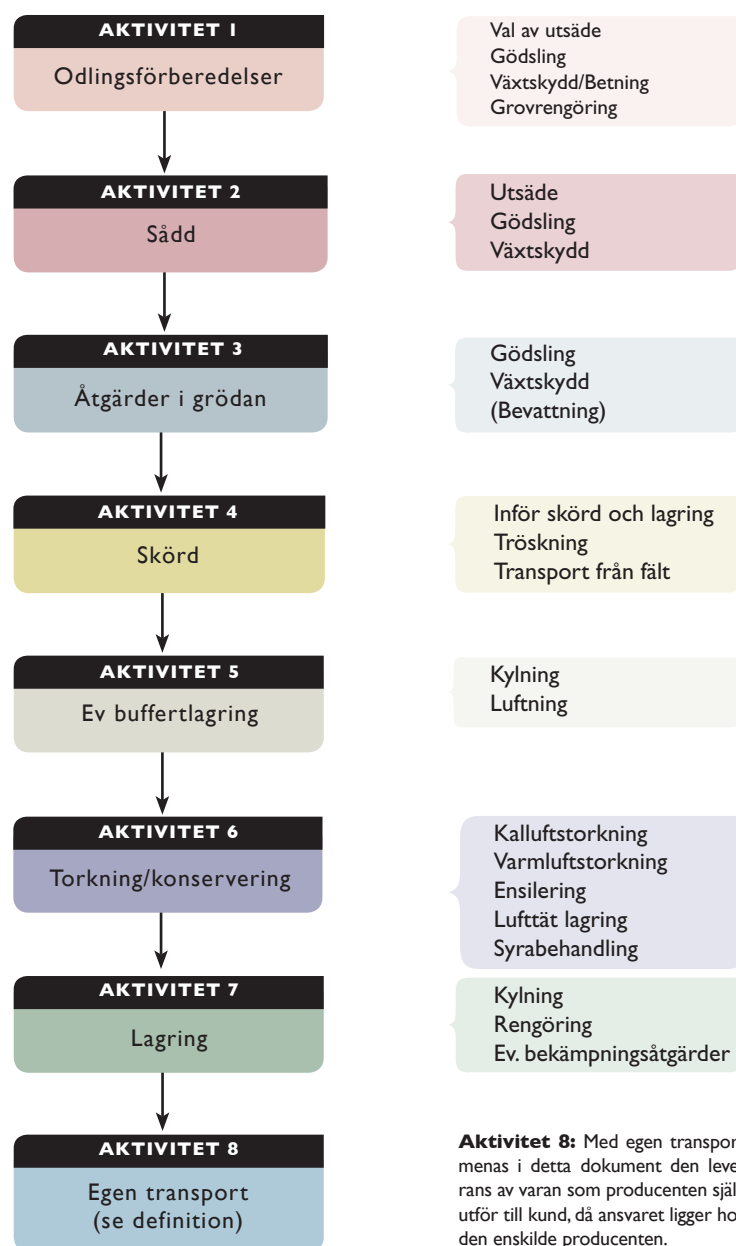 AKTIVITET 1
Odlingsförberedelser
Val av utsäde
Gödsling
Växtskydd/Betning
Grovrengöring
AKTIVITET 2
Sådd
Utsäde
Gödsling
Växtskydd
AKTIVITET 3
Åtgärder i grödan
Gödsling
Växtskydd
(Bevattning)
AKTIVITET 4
Skörd
Inför skörd och lagring
Tröskning
Transport från fält
AKTIVITET 5
Ev buffertlagring
Kylning
Luftning
AKTIVITET 6
Torkning/konservering
Kalluftstorkning
Varmluftstorkning
Ensilering
Lufttät lagring
Syrabehandling
AKTIVITET 7
Lagring
Kylning
Rengöring
Ev. bekämpningsåtgärder
AKTIVITET 8
Egen transport
(se definition)
Aktivitet 8: Med egen transpor
menas i detta dokument den leve
rans av varan som producenten själ
utför till kund, då ansvaret ligger ho
den enskilde producenten.